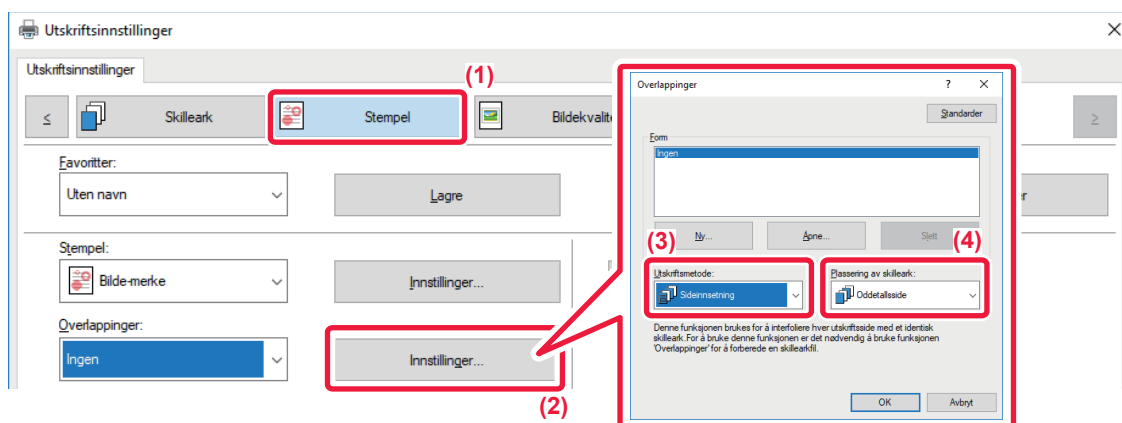 Utskriftsinnstillinger
Utskriftsinnstillinger
(1)
≤
Skilleark
Stempel
Bildekvalite
≥
Favoritter:
Uten navn
Lagre
r
Stempel:
Bilde-merke
Innstillinger...
Overlappinger:
Ingen
Innstillinger...
(2)
Overlappinger
?
Standarder
Form
Ingen
Ny...
Åpne...
Slett
(3)
(4)
Utskriftsmetode:
Plassering av skilleark:
Sideinnsetning
Oddetallsside
Denne funksjonen brukes for å interfoliere hver utskriftsside med et identisk
skilleark.For å bruke denne funksjonen er det nødvendig å bruke funksjonen
'Overlappinger' for å forberede en skillearkfil.
OK
Avbryt